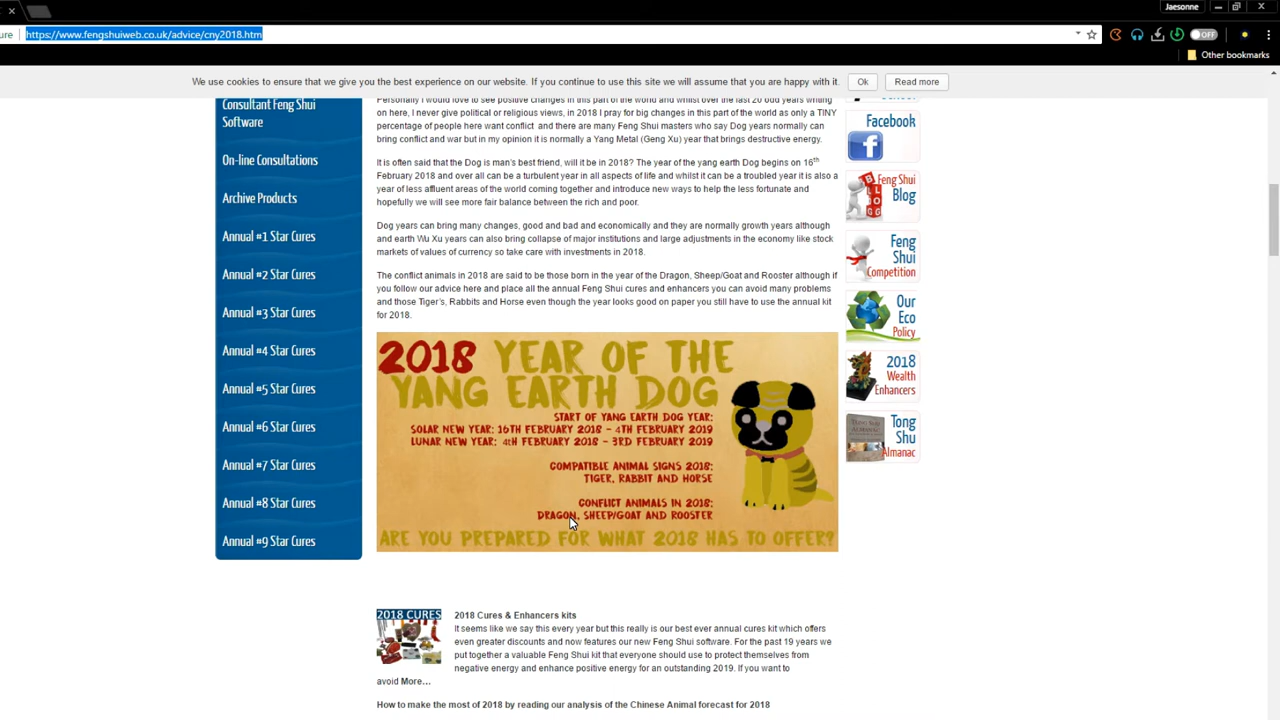 Jaesonne
ure https://www.fengshuiweb.co.uk/advice/cny2018.htm
OFF
Other bookmarks
We use cookies to ensure that we give you the best experience on our website. If you continue to use this site we will assume that you are happy with it. Ok Read more
Consultant Feng Shui
Software
On-line Consultations
Archive Products
Annual #1 Star Cures
Annual #2 Star Cures
Annual #3 Star Cures
Annual #4 Star Cures
Annual #5 Star Cures
Annual #6 Star Cures
Annual #7 Star Cures
Annual #8 Star Cures
Annual #9 Star Cures
Personally I would love to see positive changes in this part of the world and whilst over the last 20 odd years writing
on here, I never give political or religious views, in 2018 I pray for big changes in this part of the world as only a TINY
percentage of people here want conflict and there are many Feng Shui masters who say Dog years normally can
bring conflict and war but in my opinion it is normally a Yang Metal (Geng Xu) year that brings destructive energy.
It is often said that the Dog is man's best friend, will it be in 2018? The year of the yang earth Dog begins on 16th
February 2018 and over all can be a turbulent year in all aspects of life and whilst it can be a troubled year it is also a
year of less affluent areas of the world coming together and introduce new ways to help the less fortunate and
hopefully we will see more fair balance between the rich and poor.
Dog years can bring many changes, good and bad and economically and they are normally growth years although
and earth Wu Xu years can also bring collapse of major institutions and large adjustments in the economy like stock
markets of values of currency so take care with investments in 2018.
The conflict animals in 2018 are said to be those born in the year of the Dragon, Sheep/Goat and Rooster although if
you follow our advice here and place all the annual Feng Shui cures and enhancers you can avoid many problems
and those Tiger's, Rabbits and Horse even though the year looks good on paper you still have to use the annual kit
for 2018.
2018 YEAR OF THE
YANG EARTH DOG
START OF YANG EARTH DOG YEAR:
SOLAR NEW YEAR: 16TH FEBRUARY 2018 - 4TH FEBRUARY 2019
LUNAR NEW YEAR: 4tH FEBRUARY 2018 - 3RD FEBRUARY 2019
COMPATIBLE ANIMAL SIGNS 2018:
TIGER, RABBIT AND HORSE
CONFLICT ANIMALS IN 2018:
DRAGON, SHEEP/GOAT AND ROOSTER
ARE YOU PREPARED FOR WHAT 2018 HAS TO OFFER?
2018 CURES
2018 Cures & Enhancers kits
It seems like we say this every year but this really is our best ever annual cures kit which offers
even greater discounts and now features our new Feng Shui software. For the past 19 years we
put together a valuable Feng Shui kit that everyone should use to protect themselves from
negative energy and enhance positive energy for an outstanding 2019. If you want to
avoid More…
How to make the most of 2018 by reading our analysis of the Chinese Animal forecast for 2018
Facebook
Feng Shui
Blog
BLOG
Feng
Shui
Competition
Our
Eco
Policy
2018
Wealth
Enhancers
Tong
Shu
Almanac